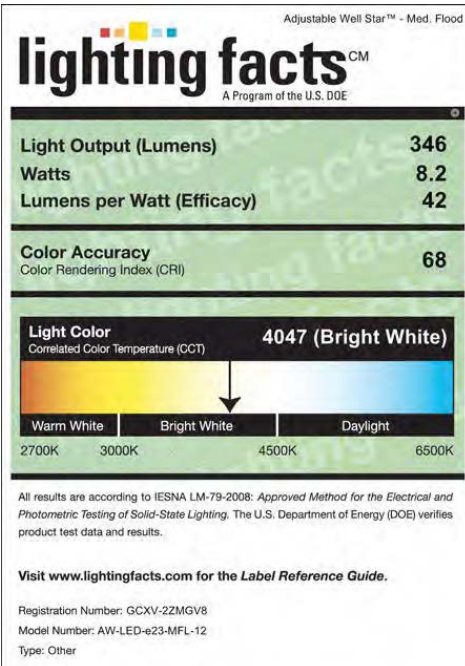 Adjustable Well Star™ - Med. Flood
lighting facts℠
A Program of the U.S. DOE
Light Output (Lumens) 346
Watts 8.2
Lumens per Watt (Efficacy) 42
Color Accuracy
Color Rendering Index (CRI) 68
Light Color
Correlated Color Temperature (CCT) 4047 (Bright White)
Warm White Bright White Daylight
2700K 3000K 4500K 6500K
All results are according to IESNA LM-79-2008: Approved Method for the Electrical and
Photometric Testing of Solid-State Lighting. The U.S. Department of Energy (DOE) verifies
product test data and results.
Visit www.lightingfacts.com for the Label Reference Guide.
Registration Number: GCXV-2ZMGV8
Model Number: AW-LED-e23-MFL-12
Type: Other